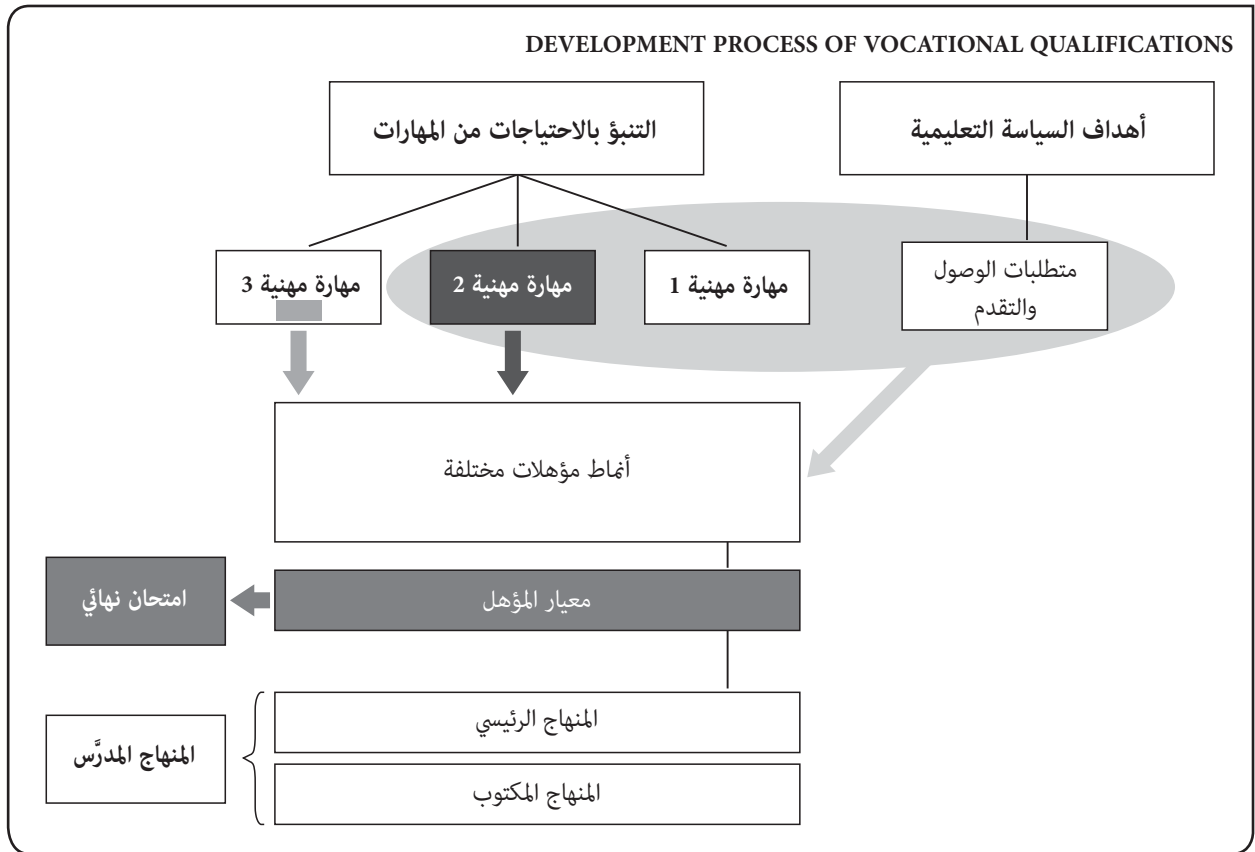 DEVELOPMENT PROCESS OF VOCATIONAL QUALIFICATIONS
أهداف السياسة التعليمية
التنبؤ بالاحتياجات من المهارات
متطلبات الوصول
والتقدم
مهارة مهنية 1
مهارة مهنية 2
مهارة مهنية 3
أنماط مؤهلات مختلفة
معيار المؤهل
امتحان نهائي
المنهاج الرئيسي
المنهاج المكتوب
المنهاج المدرَّس